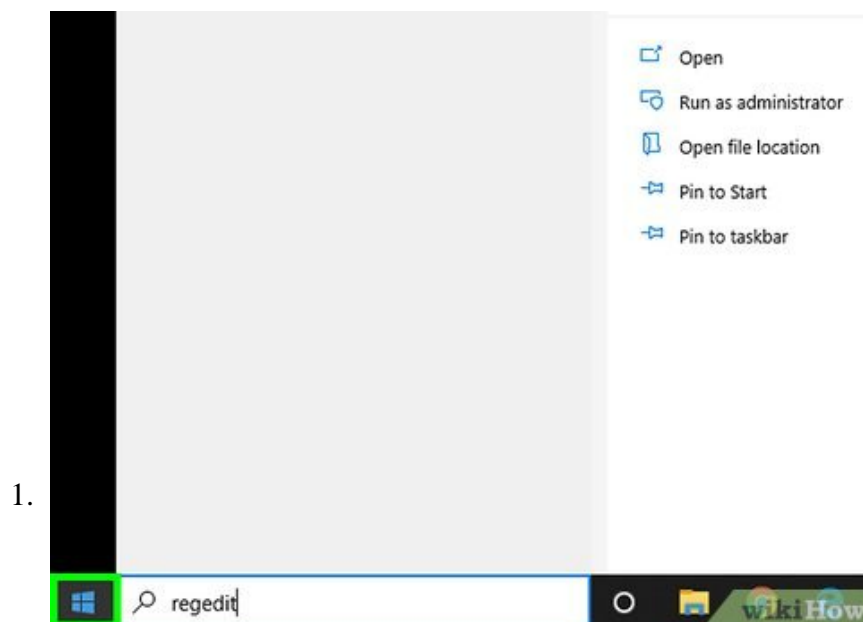 Open
Run as administrator
Open file location
Pin to Start
Pin to taskbar
1.
regedit
wikiHow